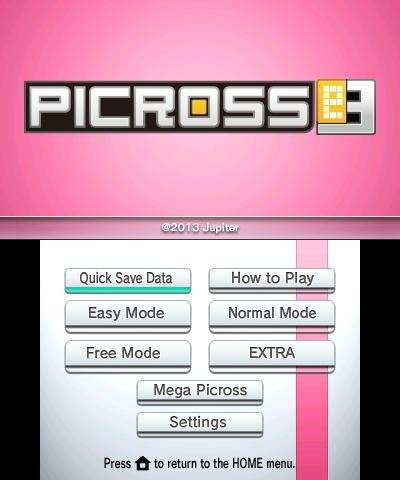 PICROSS e3
@2013 Jupiter
Quick Save Data
How to Play
Easy Mode
Normal Mode
Free Mode
EXTRA
Mega Picross
Settings
Press to return to the HOME menu.